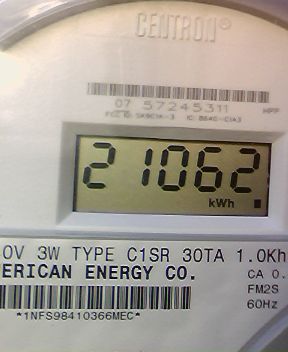 CENTRON®
07 57245311
21062
kWh
0V 3W TYPE C1SR 30TA 1.0Kh
ERICAN ENERGY CO.
CA 0.
FM2S
60Hz
*1NFS98410366MEC*